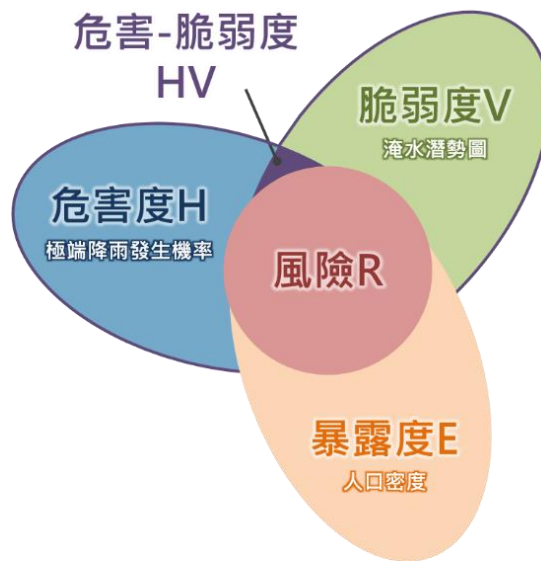 危害-脆弱度
HV
脆弱度V
淹水潛勢圖
危害度H
極端降雨發生機率
風險R
暴露度E
人口密度